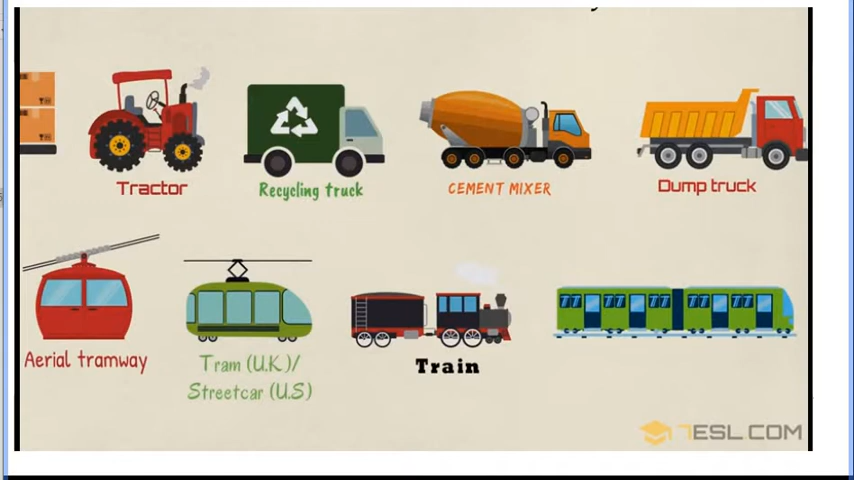 Tractor
Recycling truck
CEMENT MIXER
Dump truck
Aerial tramway
Tram (U.K)/
Streetcar (U.S)
Train
7ESL.COM